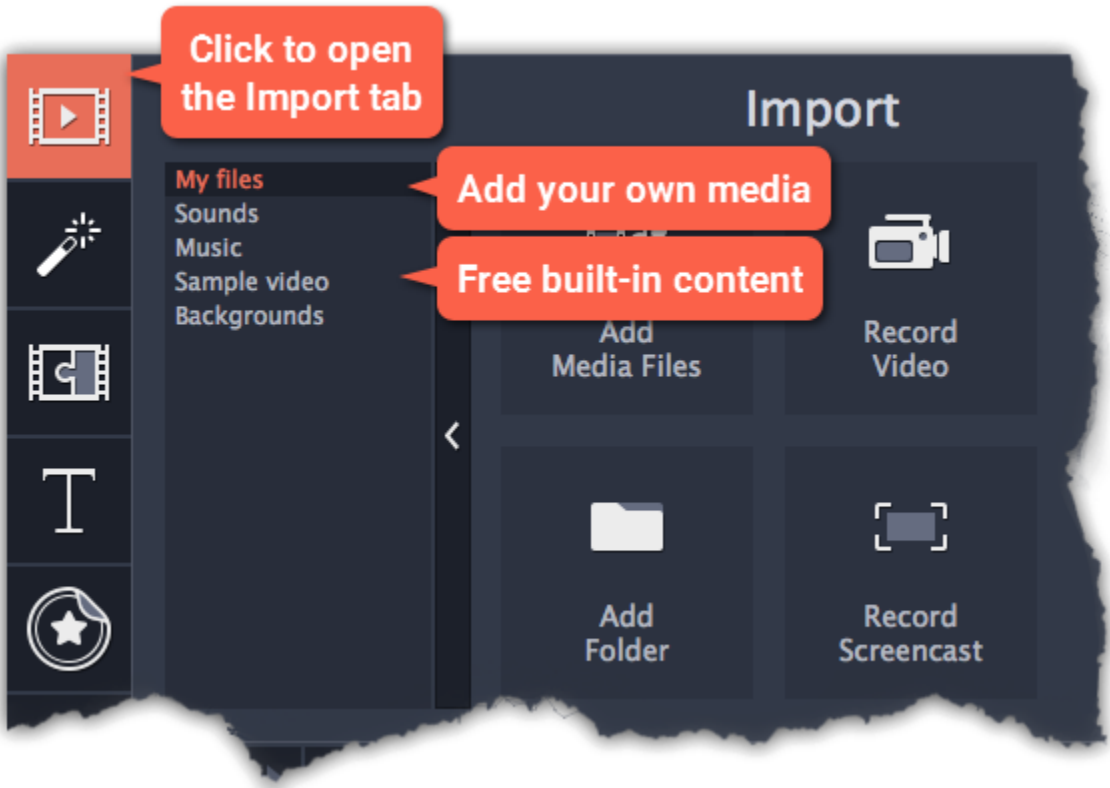 Click to open
the Import tab
Import
My files
Sounds
Music
Sample video
Backgrounds
Add your own media
Free built-in content
Add
Media Files
Record
Video
Add
Folder
Record
Screencast